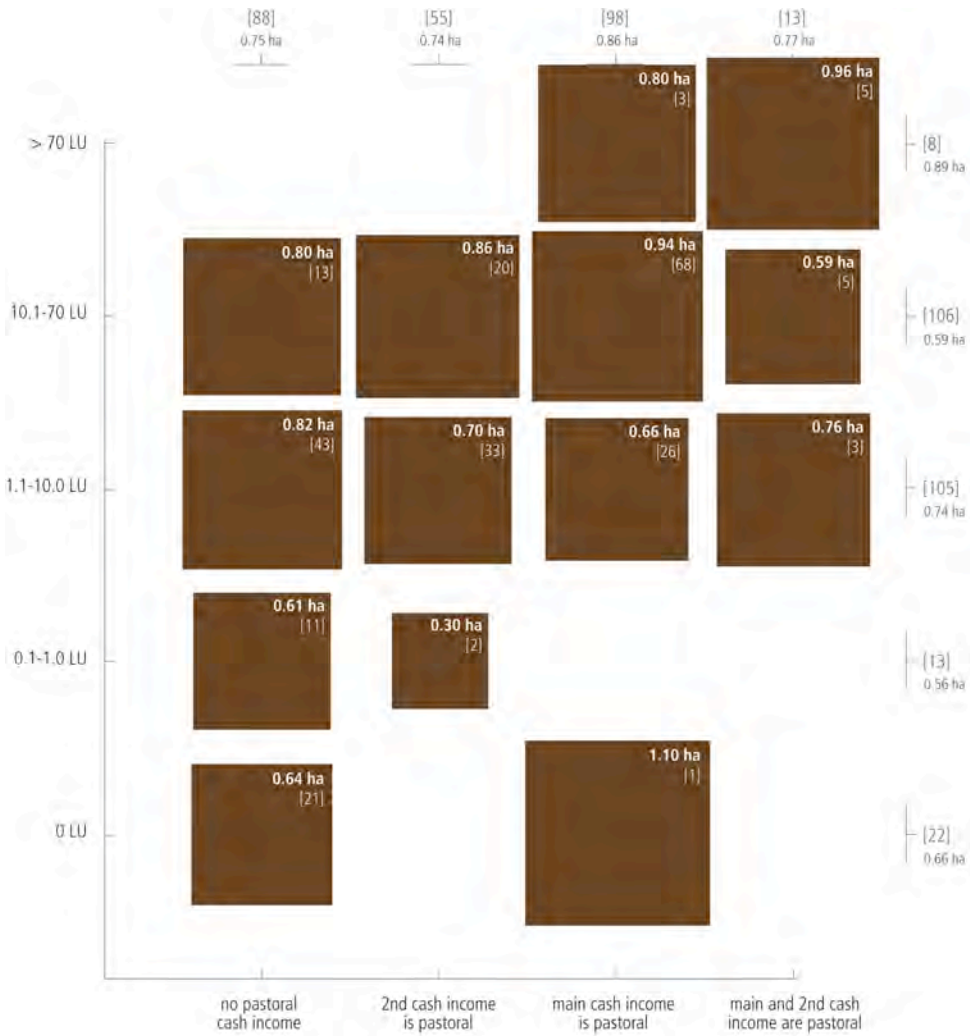 [88]
0.75 ha
[55]
0.74 ha
[98]
0.86 ha
[13]
0.77 ha
> 70 LU
0.80 ha
[3]
0.96 ha
[5]
[8]
0.89 ha
10.1-70 LU
0.80 ha
[13]
0.86 ha
[20]
0.94 ha
[68]
0.59 ha
[5]
[106]
0.59 ha
1.1-10.0 LU
0.82 ha
[43]
0.70 ha
[33]
0.66 ha
[26]
0.76 ha
[3]
[105]
0.74 ha
0.1-1.0 LU
0.61 ha
[11]
0.30 ha
[2]
[13]
0.56 ha
0 LU
0.64 ha
[21]
1.10 ha
[1]
[22]
0.66 ha
no pastoral
cash income
2nd cash income
is pastoral
main cash income
is pastoral
main and 2nd cash
income are pastoral